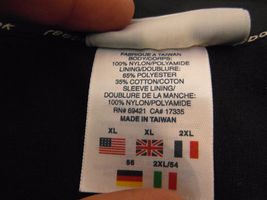 FABRIQUE A TAIWAN
BODY/CORPS:
100% NYLON/POLYAMIDE
LINING/DOUBLURE:
65% POLYESTER
35% COTTON/COTON
SLEEVE LINING/
DOUBLURE DE LA MANCHE:
100% NYLON/POLYAMIDE
RN# 69421 CA# 17335
MADE IN TAIWAN
XL XL 2XL
56 2XL/54